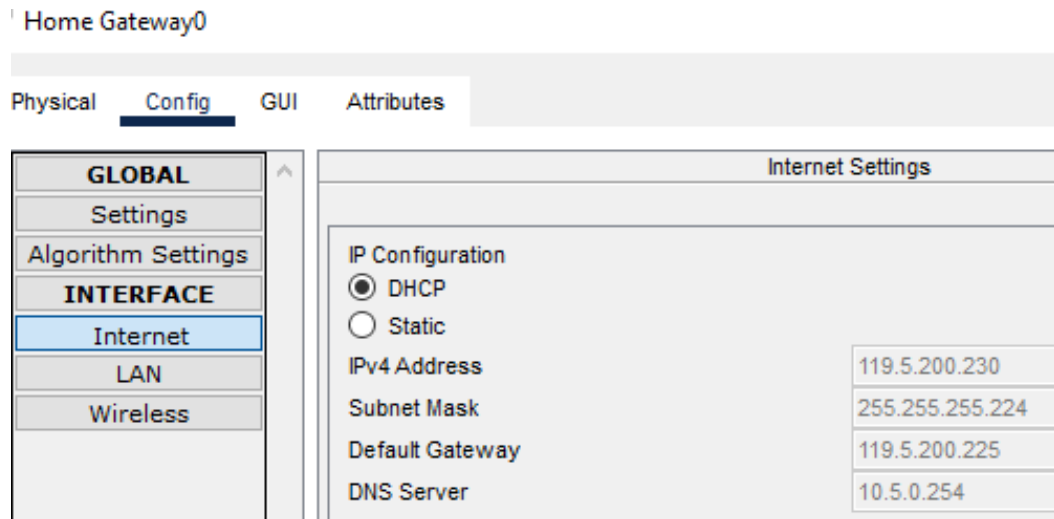 Home Gateway0
Physical Config GUI Attributes
GLOBAL
Settings
Algorithm Settings
INTERFACE
Internet
LAN
Wireless
Internet Settings
IP Configuration
DHCP
Static
IPv4 Address 119.5.200.230
Subnet Mask 255.255.255.224
Default Gateway 119.5.200.225
DNS Server 10.5.0.254